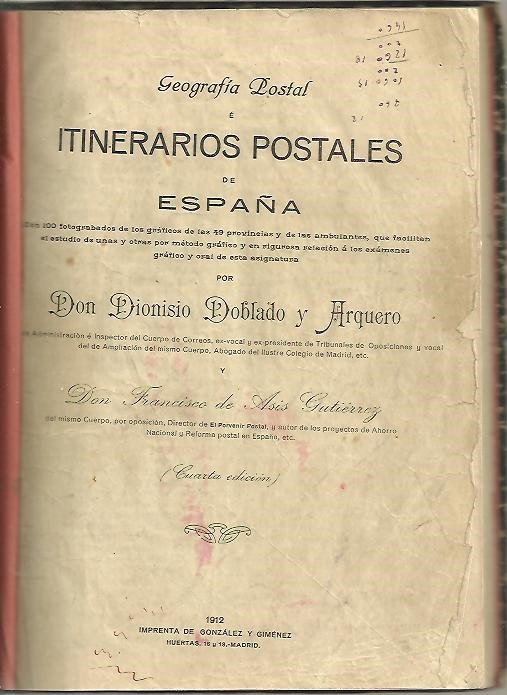 Geografía Postal
É
ITINERARIOS POSTALES
DE
ESPAÑA
100 fotograbados de los gráficos de las 49 provincias y de las ambulantes, que facilitan
el estudio de unas y otras por método gráfico y en rigurosa relación á los exámenes
gráfico y oral de esta asignatura
POR
Don Dionisio Doblado y Arquero
de Administración é Inspector del Cuerpo de Correos, ex-vocal y ex-presidente de Tribunales de Oposiciones y vocal
del de Ampliación del mismo Cuerpo, Abogado del Ilustre Colegio de Madrid, etc.
Y
Don Francisco de Asis Gutiérrez
del mismo Cuerpo, por oposición, Director de El Porvenir Postal, y autor de los proyectos de Ahorro
Nacional y Reforma postal en España, etc.
(Cuarta edición)
1912
IMPRENTA DE GONZÁLEZ Y GIMÉNEZ
HUERTAS, 16 y 18.-MADRID.